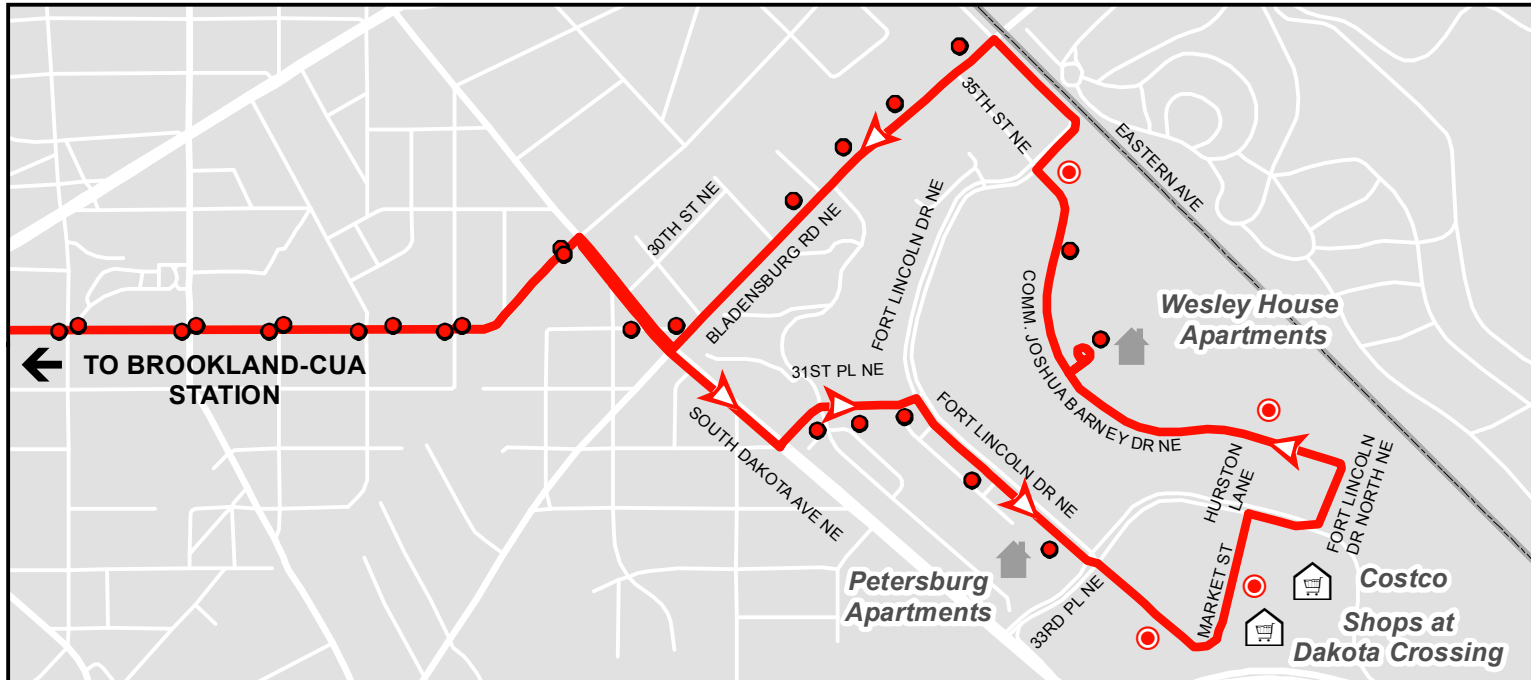 35TH ST NE
EASTERN AVE
30TH ST NE
BLADENSBURG RD NE
FORT LINCOLN DR NE
COMM. JOSHUA BARNEY DR NE
Wesley House
Apartments
TO BROOKLAND-CUA
STATION
31ST PL NE
SOUTH DAKOTA AVE NE
FORT LINCOLN DR NE
HURSTON
LANE
FORT LINCOLN
DR NORTH NE
Petersburg
Apartments
33RD PL NE
MARKET ST
Costco
Shops at
Dakota Crossing